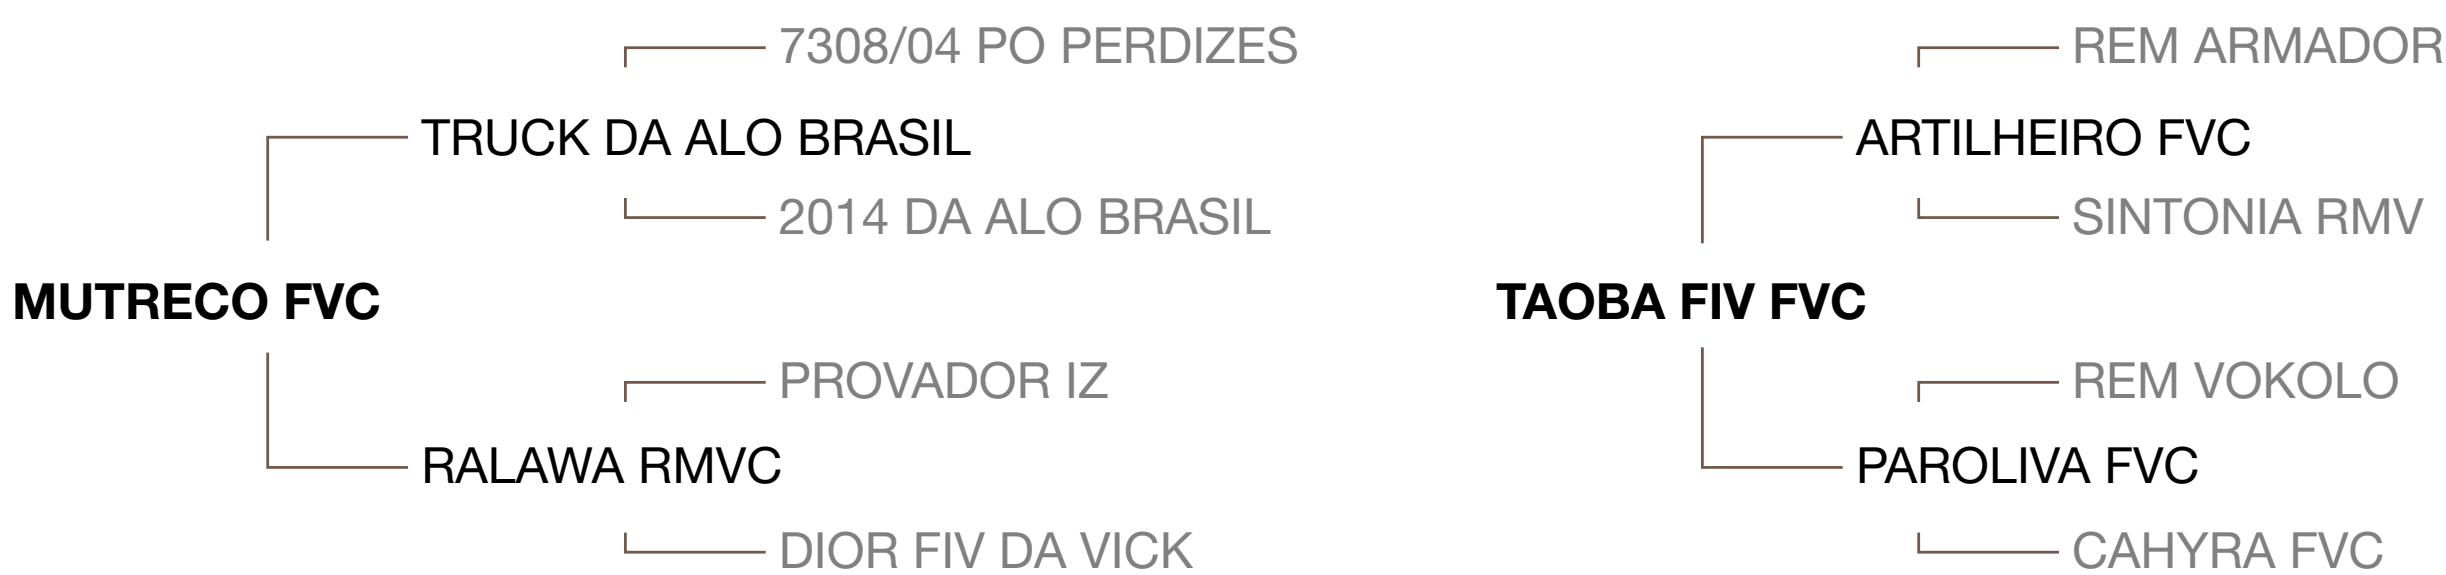 7308/04 PO PERDIZES
TRUCK DA ALO BRASIL
2014 DA ALO BRASIL
MUTRECO FVC
PROVADOR IZ
RALAWA RMVC
DIOR FIV DA VICK
REM ARMADOR
ARTILHEIRO FVC
SINTONIA RMV
TAOBA FIV FVC
REM VOKOLO
PAROLIVA FVC
CAHYRA FVC